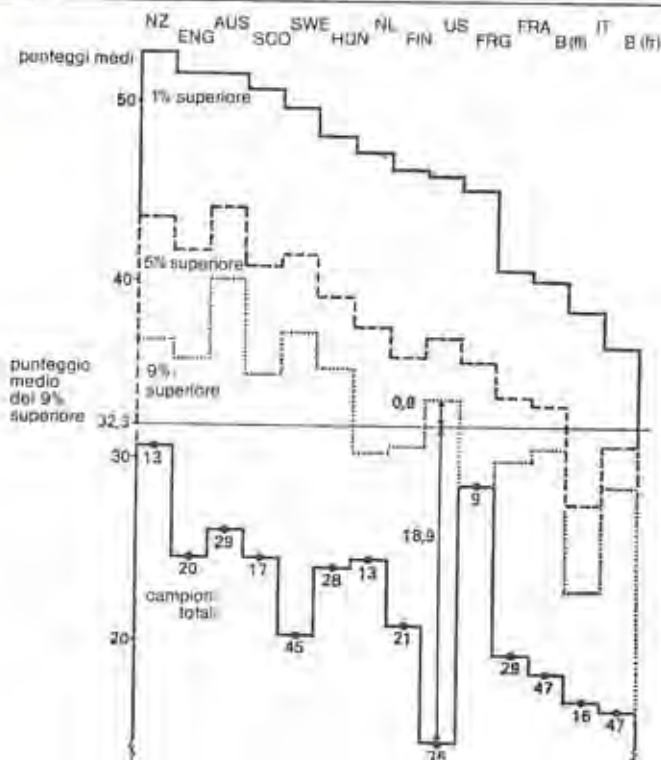 NZ AUS SWE NL US FRA IT
ENG SCO HUN FIN FRG B (fl) B (fr)
punteggi medi
50
1% superiore
5% superiore
40
9%
superiore
punteggio
medio
del 9%
superiore
32,9
0,8
30
13
9
18,9
20
29
17
28
13
campioni
totali
20
45
21
29
47
16
47